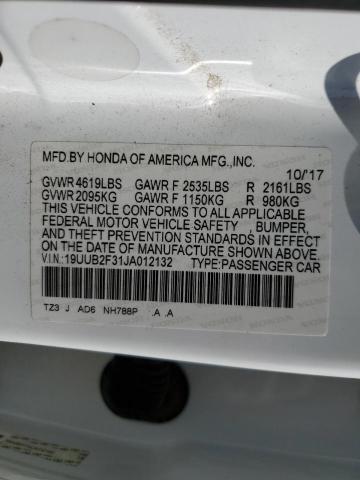 MFD.BY HONDA OF AMERICA MFG.,INC.
10/'17
GVWR 4619LBS GAWR F 2535LBS R 2161LBS
GVWR 2095KG GAWR F 1150KG R 980KG
THIS VEHICLE CONFORMS TO ALL APPLICABLE
FEDERAL MOTOR VEHICLE SAFETY , BUMPER,
AND THEFT PREVENTION STANDARDS IN EFFECT
ON THE DATE OF MANUFACTURE SHOWN ABOVE.
V.I.N:19UUB2F31JA012132 TYPE:PASSENGER CAR
TZ3 J AD6 NH788P .A .A